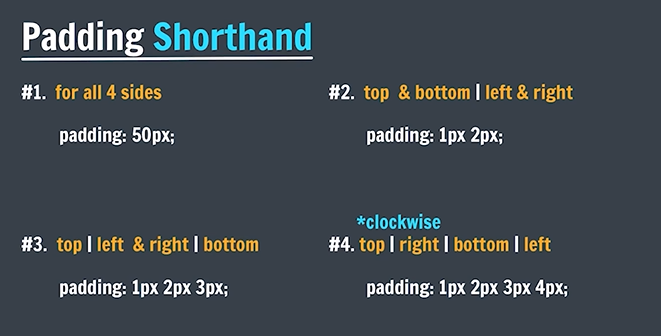 Padding Shorthand
#1. for all 4 sides
padding: 50px;
#2. top & bottom | left & right
padding: 1px 2px;
#3. top | left & right | bottom
padding: 1px 2px 3px;
*clockwise
#4. top | right | bottom | left
padding: 1px 2px 3px 4px;